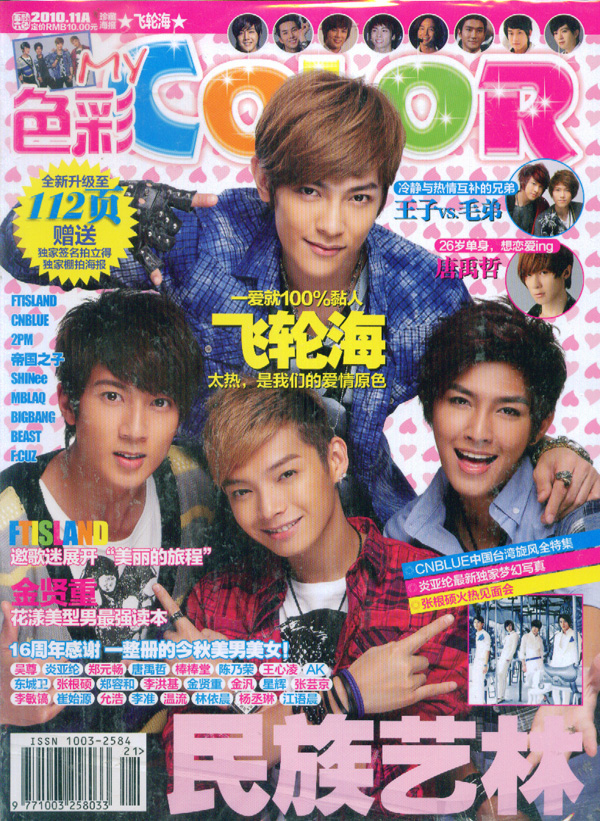 2010.11A
定价RMB10.00元
珍藏海报
★飞轮海★
MY
色彩COLOR
全新升级至
112页
赠送
独家签名拍立得
独家棚拍海报
冷静与热情互补的兄弟
王子vs.毛弟
26岁单身，想恋爱ing
唐禹哲
一爱就100%黏人
飞轮海
太热，是我们的爱情原色
FTISLAND
CNBLUE
2PM
帝国之子
SHINee
MBLAQ
BIGBANG
BEAST
F.CUZ
FTISLAND
邀歌迷展开“美丽的旅程”
金贤重
花漾美型男最强读本
CNBLUE中国台湾旋风全特集
炎亚纶最新独家梦幻写真
张根硕火热见面会
16周年感谢 一整册的今秋美男美女！
吴尊 炎亚纶 郑元畅 唐禹哲 棒棒堂 陈乃荣 王心凌 AK
东城卫 张根硕 郑容和 李洪基 金贤重 金汎 星辉 张芸京
李敏镐 崔始源 允浩 李准 温流 林依晨 杨丞琳 江语晨
民族艺林
ISSN 1003-2584
21>
9 771003 258033